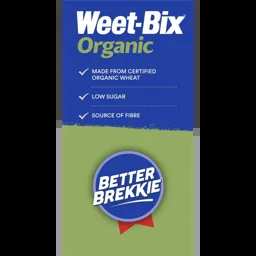 Weet-Bix
Organic
MADE FROM CERTIFIED
ORGANIC WHEAT
LOW SUGAR
SOURCE OF FIBRE
BETTER
BREKKIE